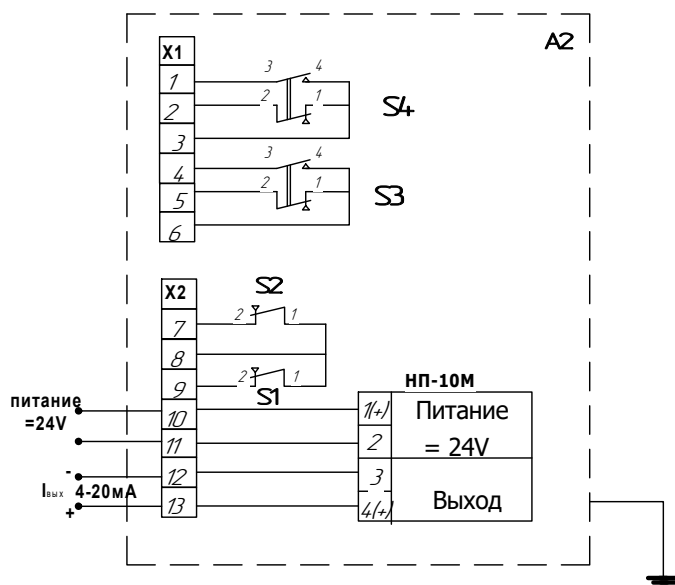 A2
X1
1
2
3
4
5
6
3 4
2 1
S4
3 4
2 1
S3
X2
7
8
9
10
11
12
13
S2
2 1
2 1
S1
питание
=24V
-
Iвых 4-20мА
+
НП-10М
1(+)
2
3
4(+)
Питание
= 24V
Выход